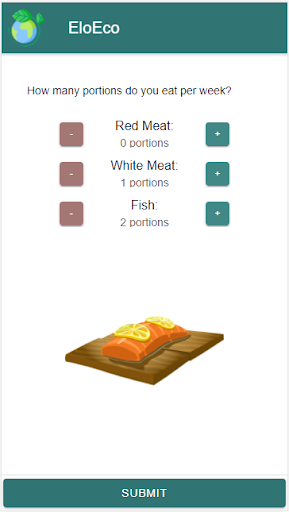 EloEco
How many portions do you eat per week?
-
Red Meat:
+
0 portions
-
White Meat:
+
1 portions
-
Fish:
+
2 portions
SUBMIT